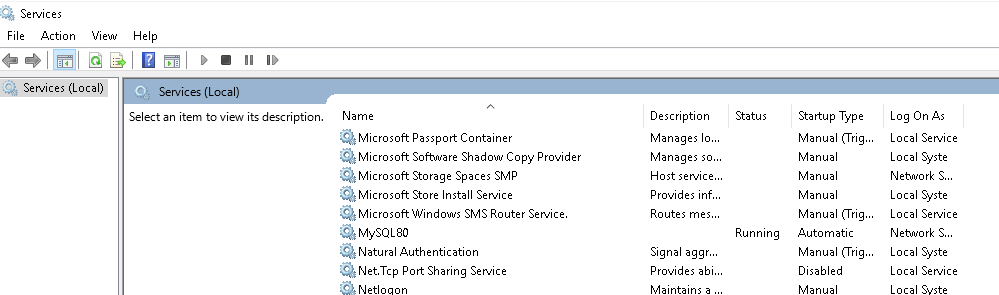 Services
File Action View Help
Services (Local)
Services (Local)
Select an item to view its description.
Name Description Status Startup Type Log On As
Microsoft Passport Container Manages lo... Manual (Trig... Local Service
Microsoft Software Shadow Copy Provider Manages so... Manual Local Syste
Microsoft Storage Spaces SMP Host service... Manual Network S...
Microsoft Store Install Service Provides inf... Manual Local Syste
Microsoft Windows SMS Router Service. Routes mes... Manual (Trig... Local Service
MySQL80 Running Automatic Network S...
Natural Authentication Signal aggr... Manual (Trig... Local Syste
Net.Tcp Port Sharing Service Provides abi... Disabled Local Service
Netlogon Maintains a ... Manual Local Syste